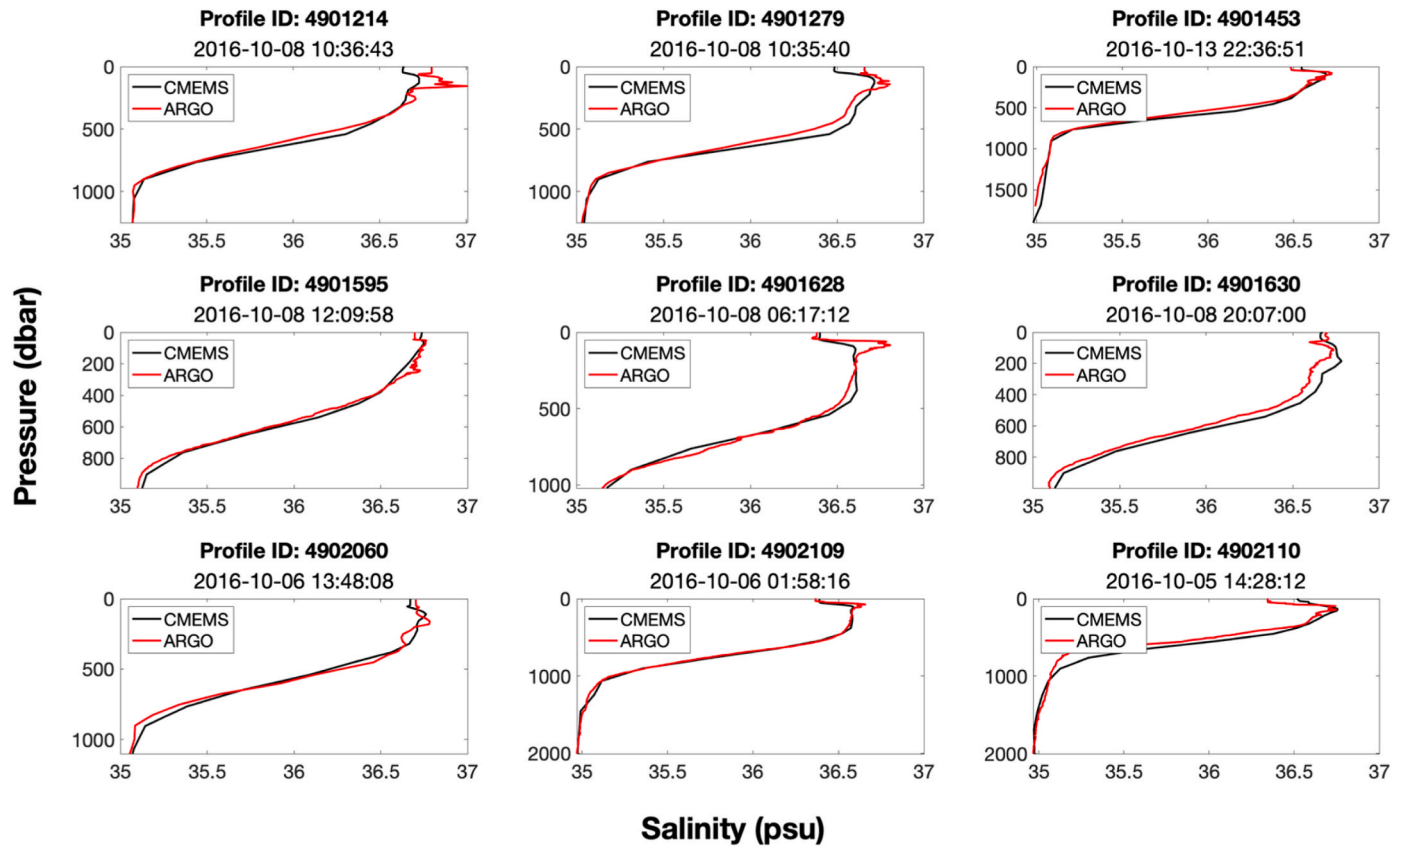 Profile ID: 4901214
2016-10-08 10:36:43
0
500
1000
CMEMS
ARGO
35
35.5
36
36.5
37
Profile ID: 4901279
2016-10-08 10:35:40
0
500
1000
CMEMS
ARGO
35
35.5
36
36.5
37
Profile ID: 4901453
2016-10-13 22:36:51
0
500
1000
1500
CMEMS
ARGO
35
35.5
36
36.5
37
Pressure (dbar)
Profile ID: 4901595
2016-10-08 12:09:58
0
200
400
600
800
CMEMS
ARGO
35
35.5
36
36.5
37
Profile ID: 4901628
2016-10-08 06:17:12
0
500
1000
CMEMS
ARGO
35
35.5
36
36.5
37
Profile ID: 4901630
2016-10-08 20:07:00
0
200
400
600
800
CMEMS
ARGO
35
35.5
36
36.5
37
Profile ID: 4902060
2016-10-06 13:48:08
0
500
1000
CMEMS
ARGO
35
35.5
36
36.5
37
Profile ID: 4902109
2016-10-06 01:58:16
0
1000
2000
CMEMS
ARGO
35
35.5
36
36.5
37
Profile ID: 4902110
2016-10-05 14:28:12
0
1000
2000
CMEMS
ARGO
35
35.5
36
36.5
37
Salinity (psu)